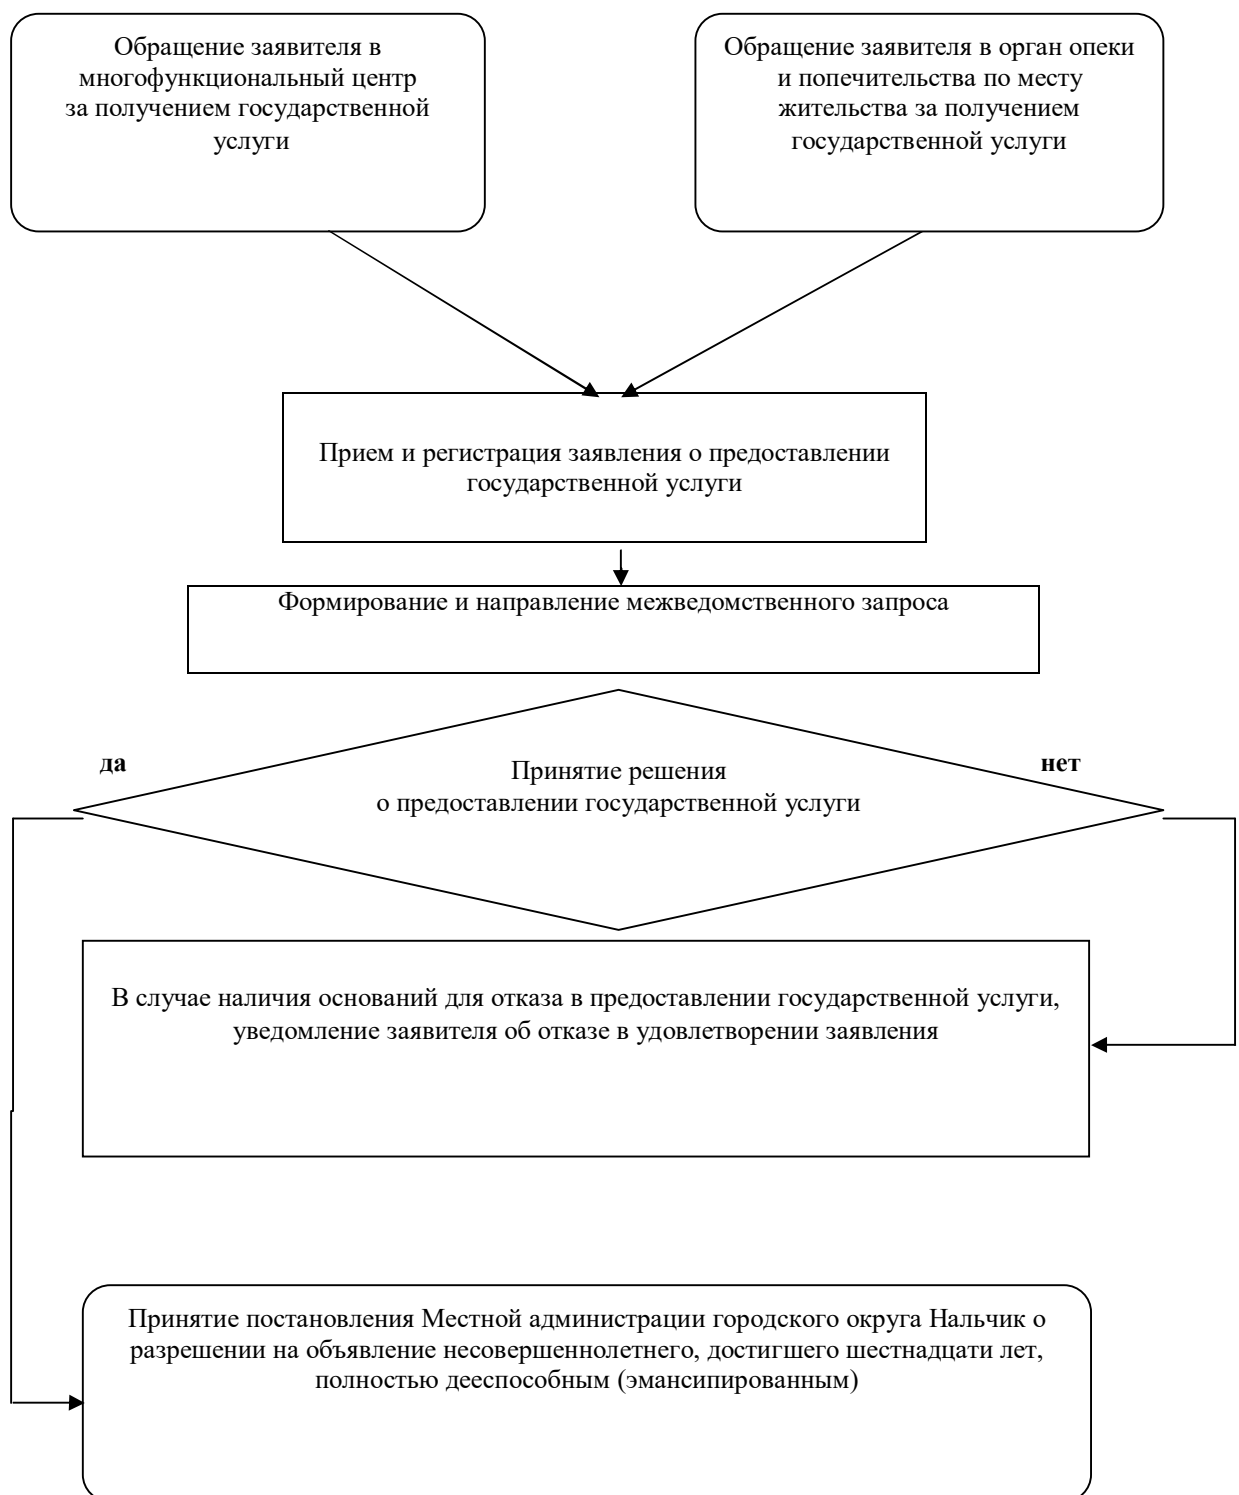 Обращение заявителя в
многофункциональный центр
за получением государственной
услуги
Обращение заявителя в орган опеки
и попечительства по месту
жительства за получением
государственной услуги
Прием и регистрация заявления о предоставлении
государственной услуги
Формирование и направление межведомственного запроса
да
нет
Принятие решения
о предоставлении государственной услуги
В случае наличия оснований для отказа в предоставлении государственной услуги,
уведомление заявителя об отказе в удовлетворении заявления
Принятие постановления Местной администрации городского округа Нальчик о
разрешении на объявление несовершеннолетнего, достигшего шестнадцати лет,
полностью дееспособным (эмансипированным)